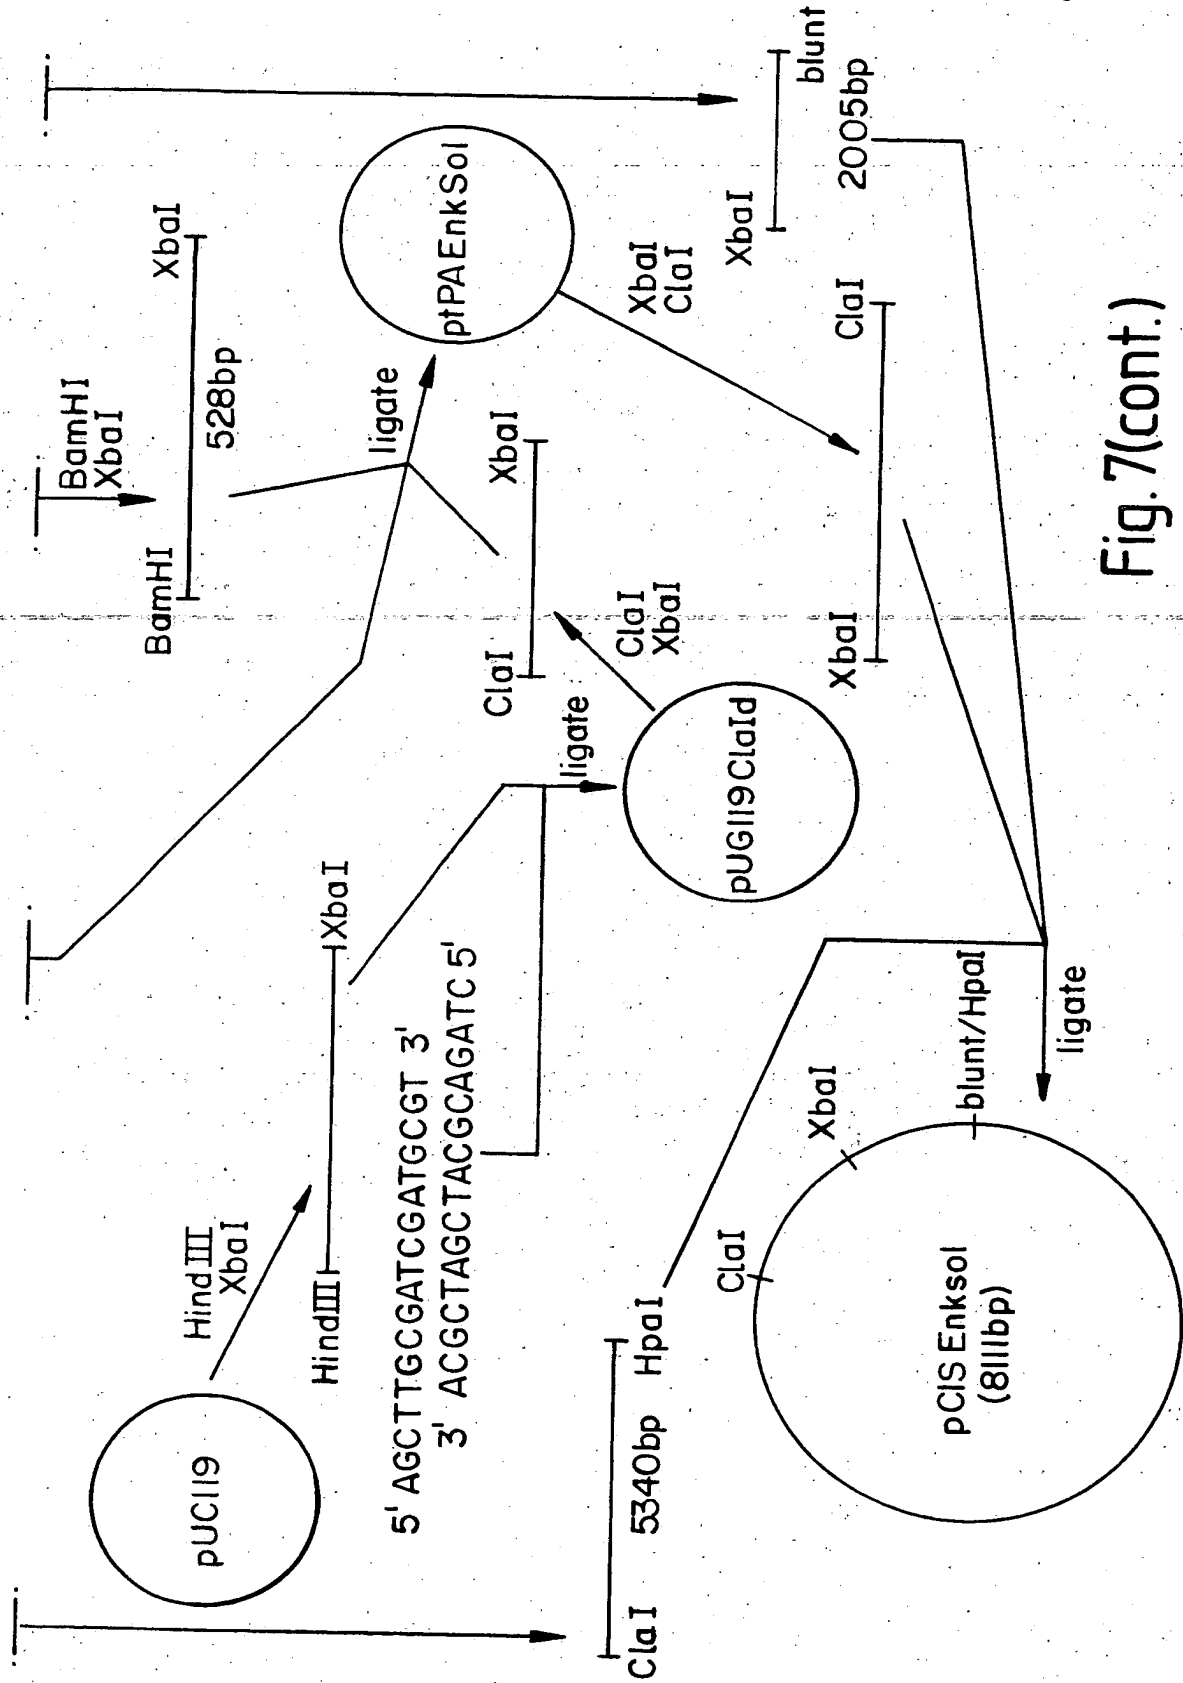 BamHI
XbaI
BamHI
XbaI
528bp
pUC119
HindIII
XbaI
HindIII
XbaI
5' AGCTTGCGATCGATGCGT 3'
3' ACGCTAGCTACGCAGATC 5'
ligate
ptPAEnkSol
ClaI
XbaI
ligate
ClaI
XbaI
pUG119ClaId
XbaI
ClaI
XbaI
blunt
2005bp
XbaI
ClaI
ClaI
5340bp
HpaI
ClaI
XbaI
blunt/HpaI
ligate
pCISEnksol
(8111bp)
Fig. 7(cont.)